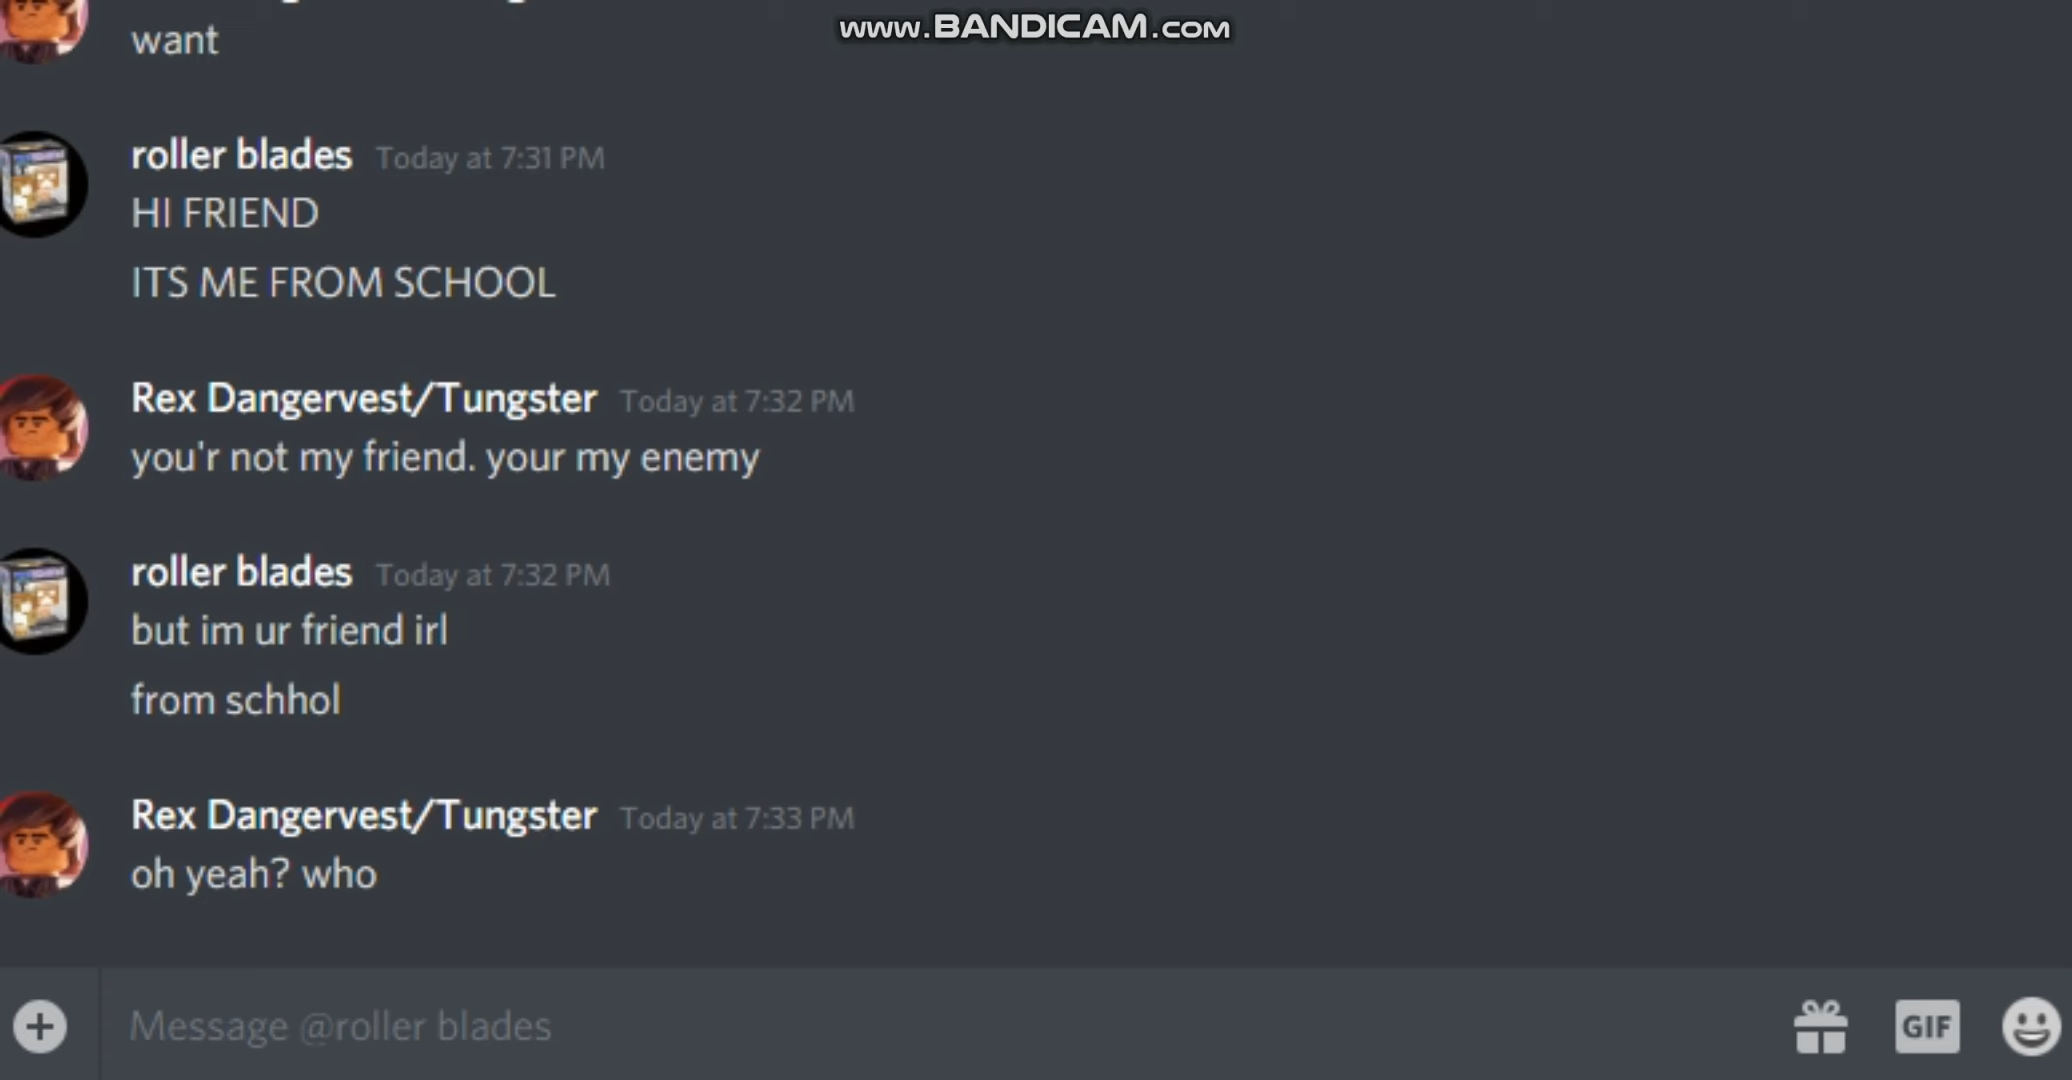 www.BANDICAM.com
want
roller blades Today at 7:31 PM
HI FRIEND
ITS ME FROM SCHOOL
Rex Dangervest/Tungster Today at 7:32 PM
you'r not my friend. your my enemy
roller blades Today at 7:32 PM
but im ur friend irl
from schhol
Rex Dangervest/Tungster Today at 7:33 PM
oh yeah? who
Message @roller blades
GIF